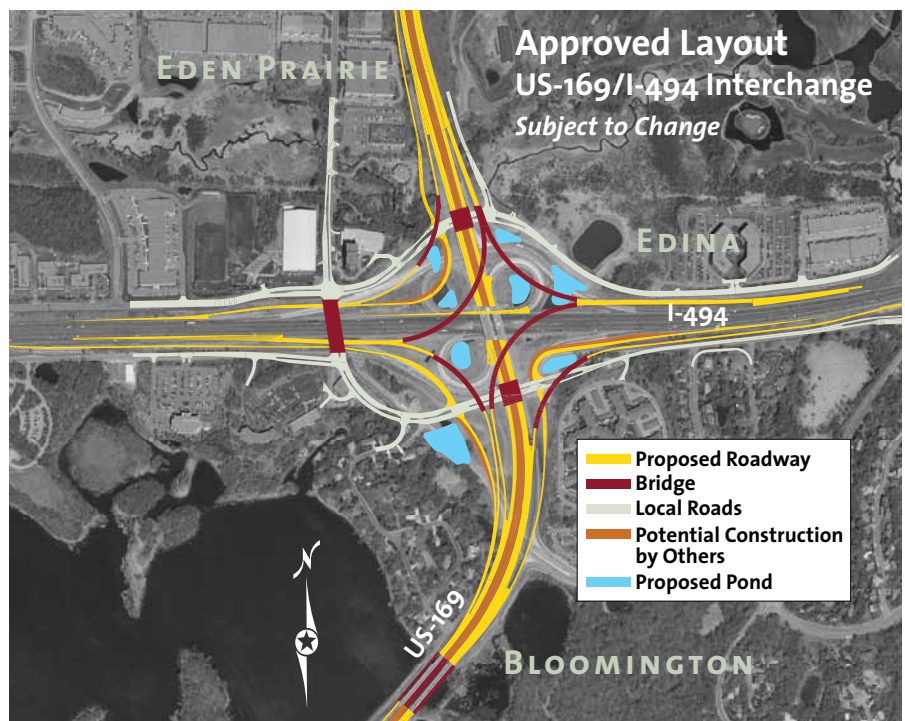 Approved Layout
US-169/I-494 Interchange
Subject to Change
EDEN PRAIRIE
EDINA
I-494
Proposed Roadway
Bridge
Local Roads
Potential Construction
by Others
Proposed Pond
N
US-169
BLOOMINGTON